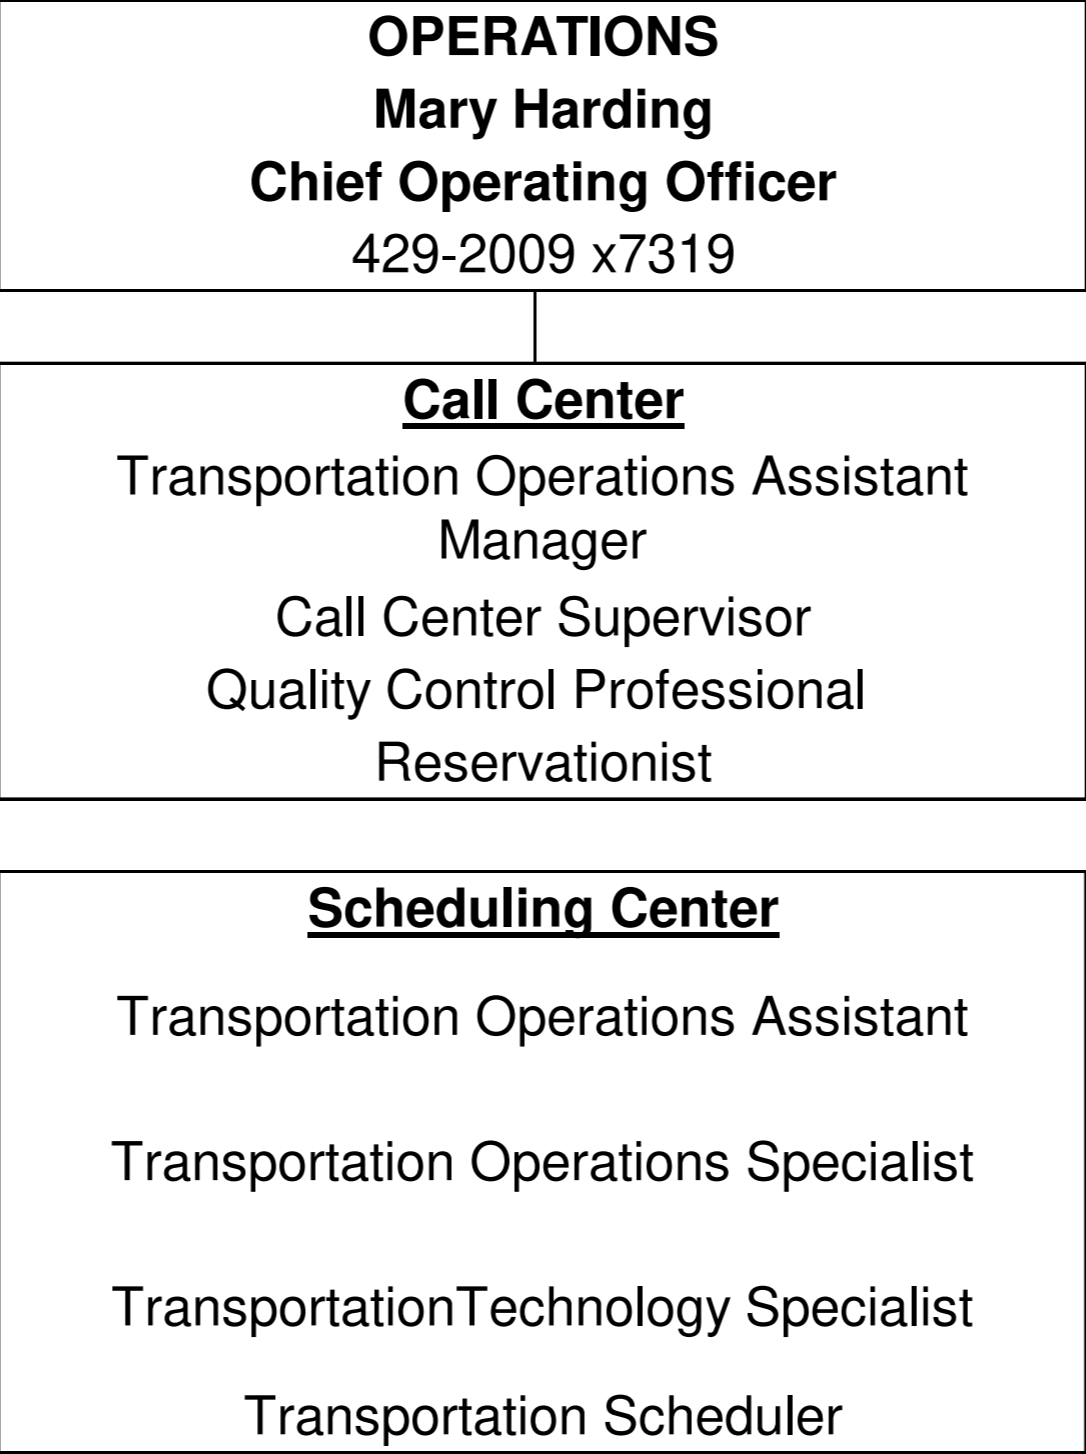 OPERATIONS
Mary Harding
Chief Operating Officer
429-2009 x7319
Call Center
Transportation Operations Assistant
Manager
Call Center Supervisor
Quality Control Professional
Reservationist
Scheduling Center
Transportation Operations Assistant
Transportation Operations Specialist
TransportationTechnology Specialist
Transportation Scheduler